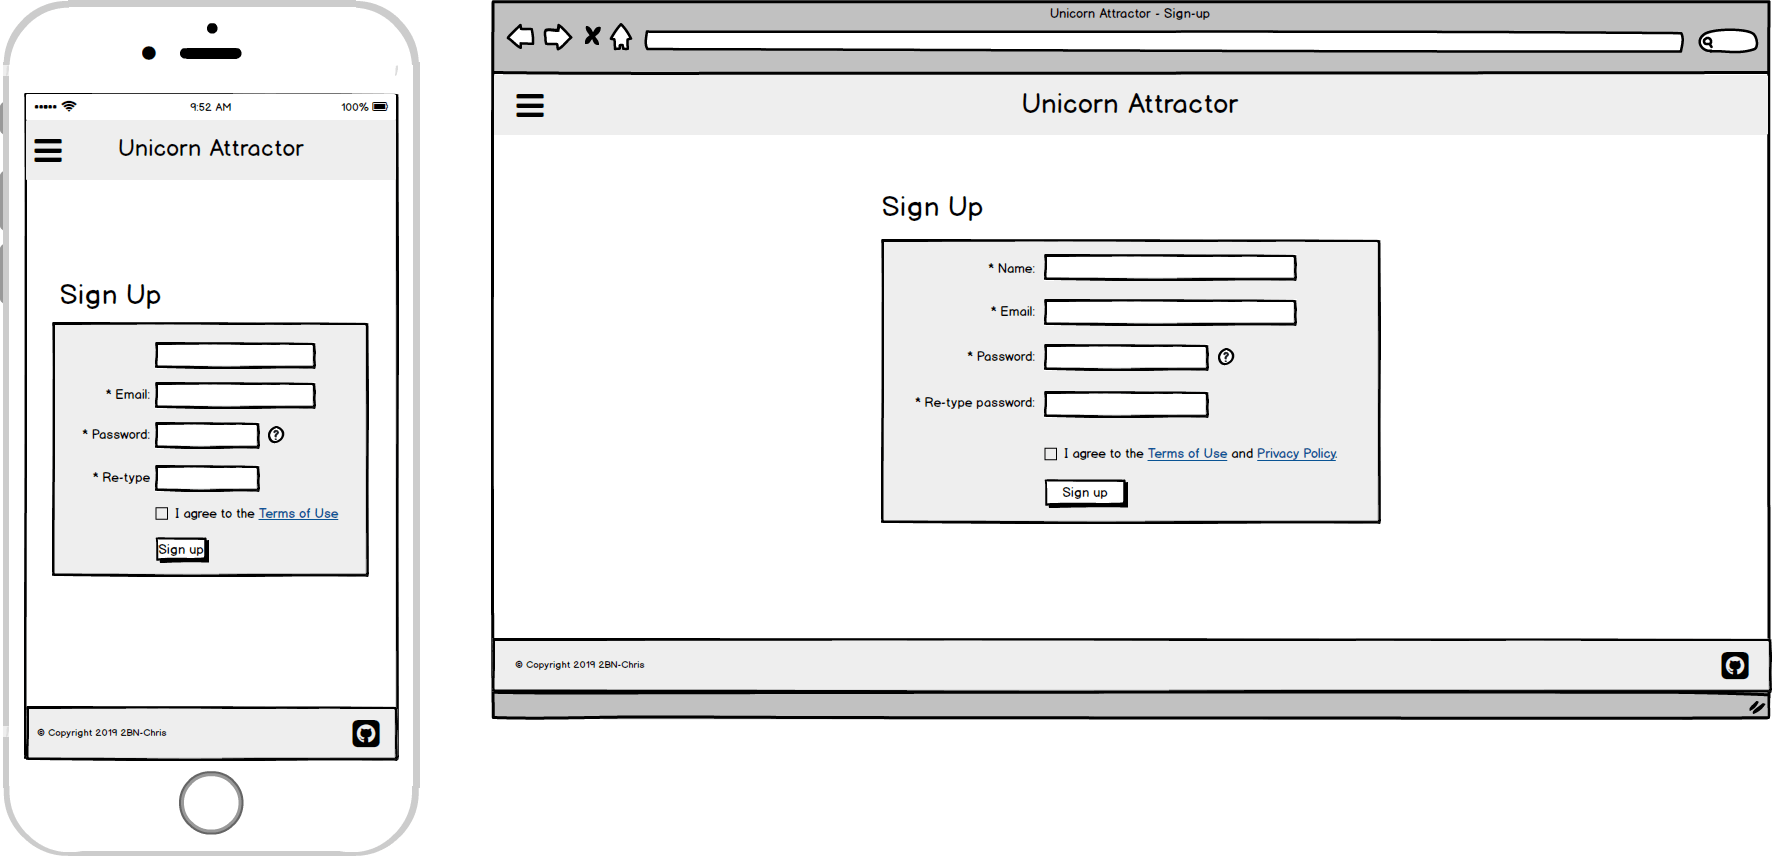 9:52 AM
100%
Unicorn Attractor
Sign Up
* Email:
* Password:
?
* Re-type
I agree to the Terms of Use
Sign up
© Copyright 2019 2BN-Chris
Unicorn Attractor - Sign-up
Unicorn Attractor
Sign Up
* Name:
* Email:
* Password:
?
* Re-type password:
I agree to the Terms of Use and Privacy Policy.
Sign up
© Copyright 2019 2BN-Chris